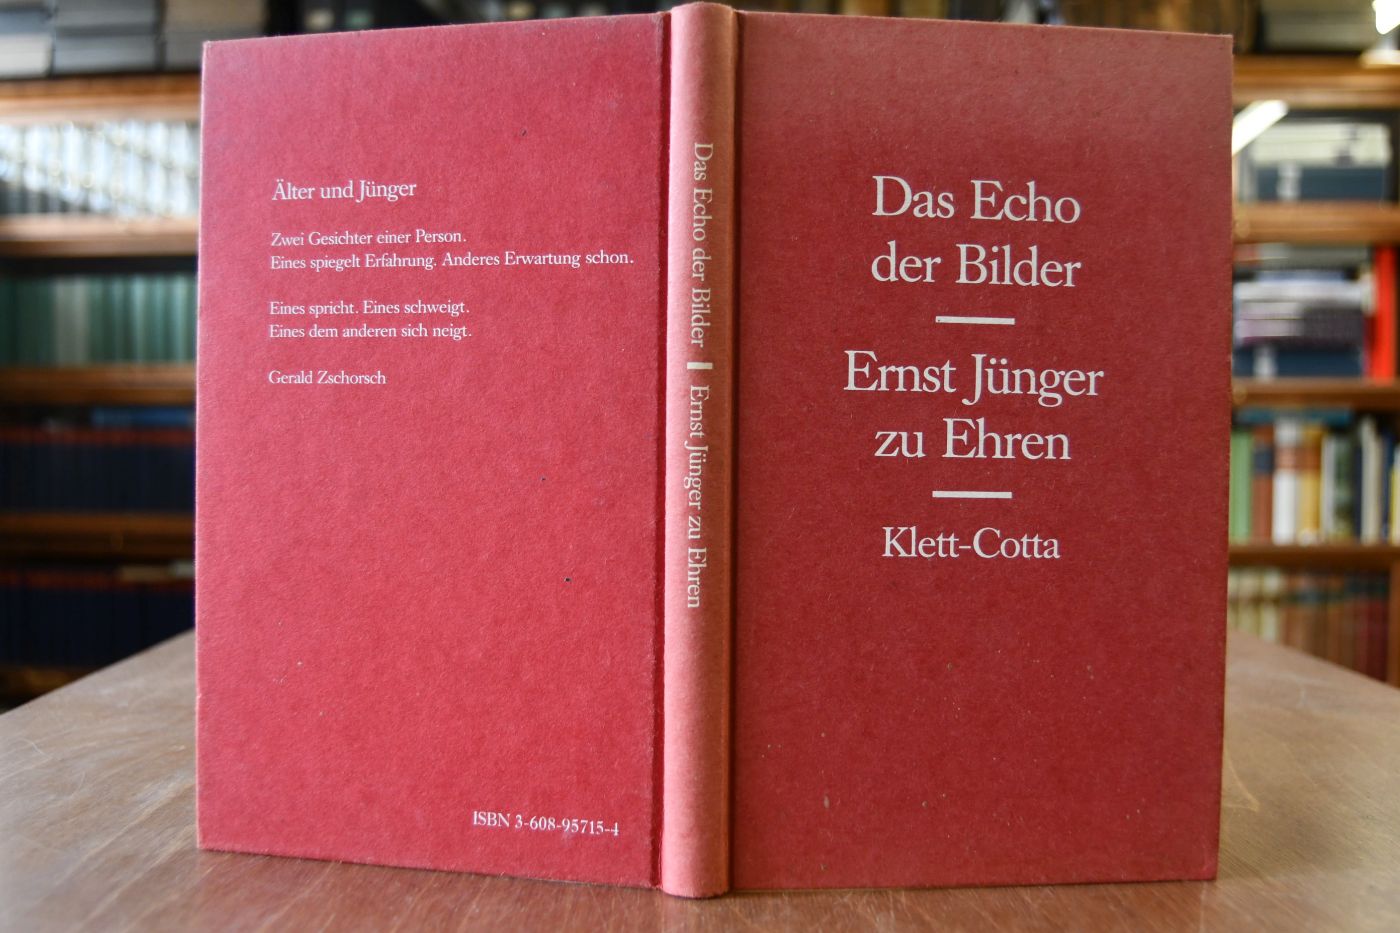 Älter und Jünger
Zwei Gesichter einer Person.
Eines spiegelt Erfahrung. Anderes Erwartung schon.
Eines spricht. Eines schweigt.
Eines dem anderen sich neigt.
Gerald Zschorsch
ISBN 3-608-95715-4
Das Echo der Bilder Ernst Jünger zu Ehren
Das Echo
der Bilder
Ernst Jünger
zu Ehren
Klett-Cotta